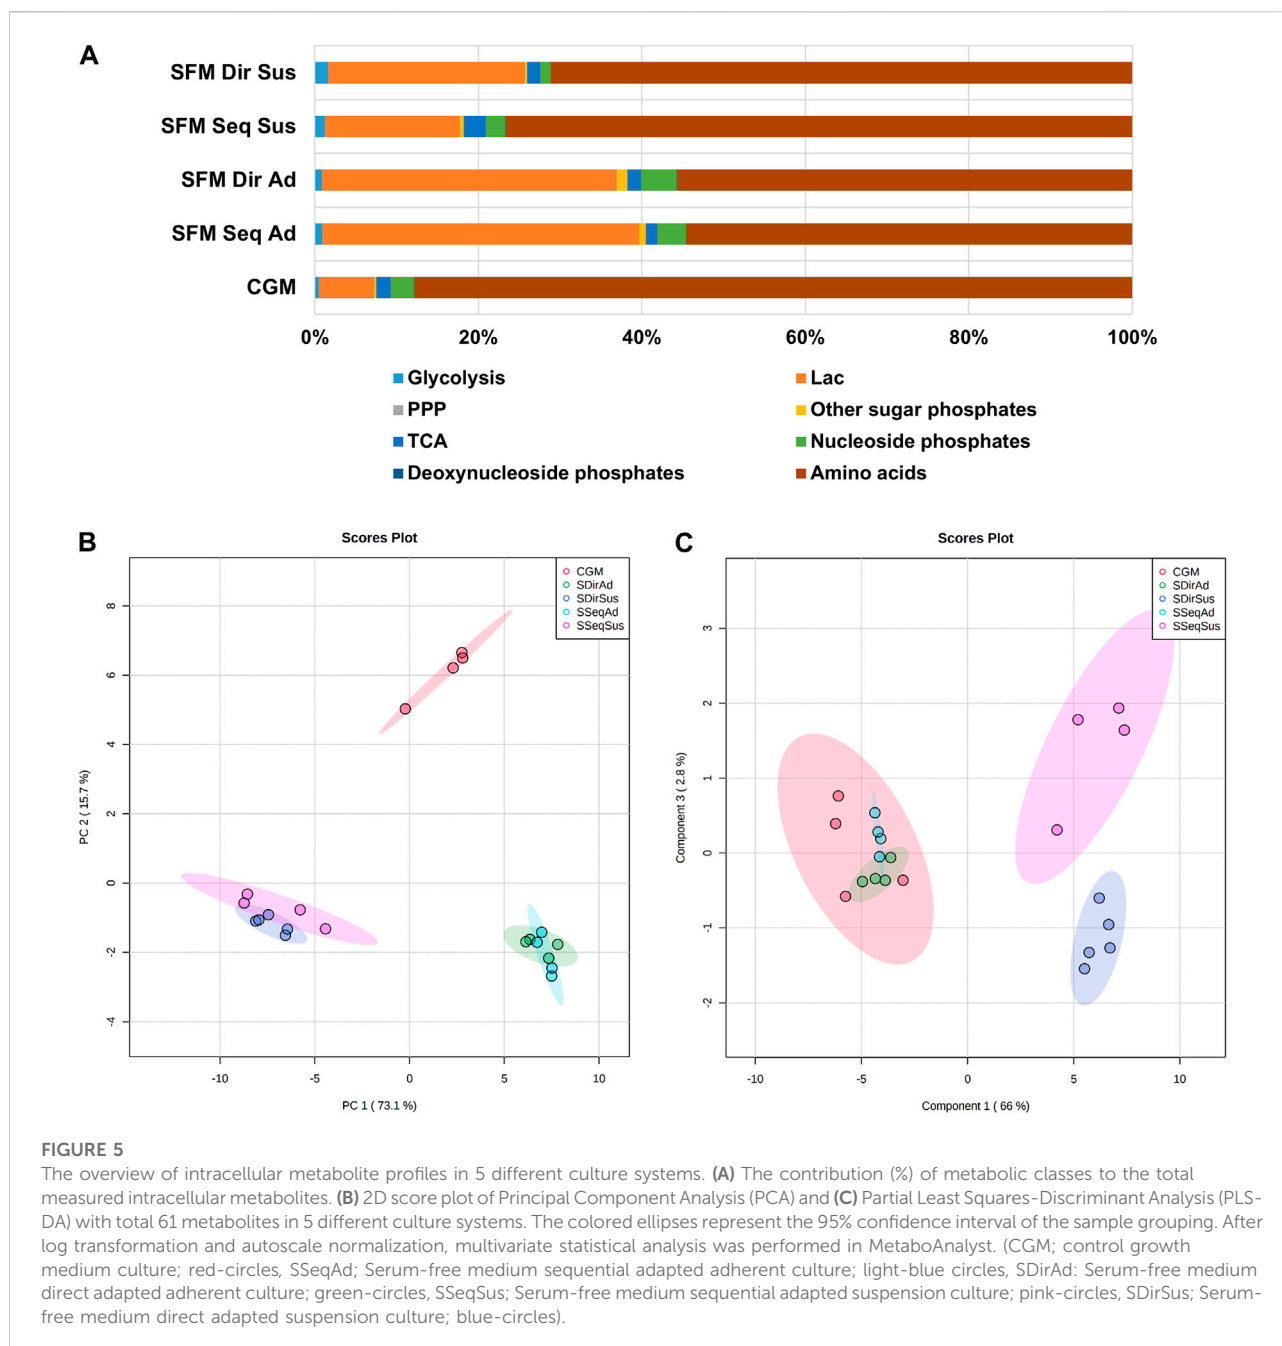 A
SFM Dir Sus
SFM Seq Sus
SFM Dir Ad
SFM Seq Ad
CGM
0% 20% 40% 60% 80% 100%
Glycolysis Lac
PPP Other sugar phosphates
TCA Nucleoside phosphates
Deoxynucleoside phosphates Amino acids
B
Scores Plot
CGM
SDirAd
SDirSus
SSeqAd
SSeqSus
PC 2 ( 15.7 %)
8
6
4
2
0
-2
-4
-10 -5 0 5 10
PC 1 ( 73.1 %)
C
Scores Plot
CGM
SDirAd
SDirSus
SSeqAd
SSeqSus
Component 3 ( 2.8 %)
3
2
1
0
-1
-2
-10 -5 0 5 10
Component 1 ( 66 %)
FIGURE 5
The overview of intracellular metabolite profiles in 5 different culture systems. (A) The contribution (%) of metabolic classes to the total
measured intracellular metabolites. (B) 2D score plot of Principal Component Analysis (PCA) and (C) Partial Least Squares-Discriminant Analysis (PLS-
DA) with total 61 metabolites in 5 different culture systems. The colored ellipses represent the 95% confidence interval of the sample grouping. After
log transformation and autoscale normalization, multivariate statistical analysis was performed in MetaboAnalyst. (CGM; control growth
medium culture; red-circles, SSeqAd; Serum-free medium sequential adapted adherent culture; light-blue circles, SDirAd: Serum-free medium
direct adapted adherent culture; green-circles, SSeqSus; Serum-free medium sequential adapted suspension culture; pink-circles, SDirSus; Serum-
free medium direct adapted suspension culture; blue-circles).